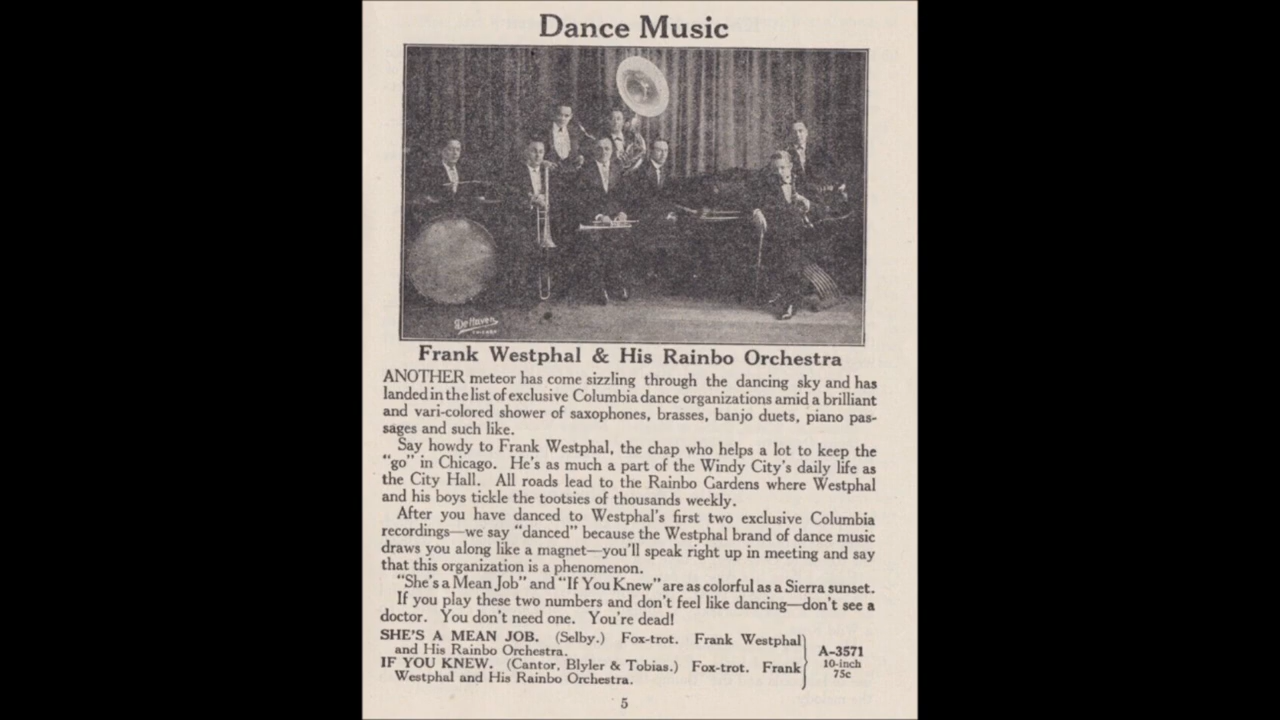 Dance Music
DeHaven
CHICAGO
Frank Westphal & His Rainbo Orchestra
ANOTHER meteor has come sizzling through the dancing sky and has
landed in the list of exclusive Columbia dance organizations amid a brilliant
and vari-colored shower of saxophones, brasses, banjo duets, piano pas-
sages and such like.
Say howdy to Frank Westphal, the chap who helps a lot to keep the
"go" in Chicago. He's as much a part of the Windy City's daily life as
the City Hall. All roads lead to the Rainbo Gardens where Westphal
and his boys tickle the tootsies of thousands weekly.
After you have danced to Westphal's first two exclusive Columbia
recordings—we say "danced" because the Westphal brand of dance music
draws you along like a magnet—you'll speak right up in meeting and say
that this organization is a phenomenon.
"She's a Mean Job" and "If You Knew" are as colorful as a Sierra sunset.
If you play these two numbers and don't feel like dancing—don't see a
doctor. You don't need one. You're dead!
SHE'S A MEAN JOB. (Selby.) Fox-trot. Frank Westphal
and His Rainbo Orchestra.
IF YOU KNEW. (Cantor, Blyler & Tobias.) Fox-trot. Frank
Westphal and His Rainbo Orchestra.
A-3571
10-inch
75c
5